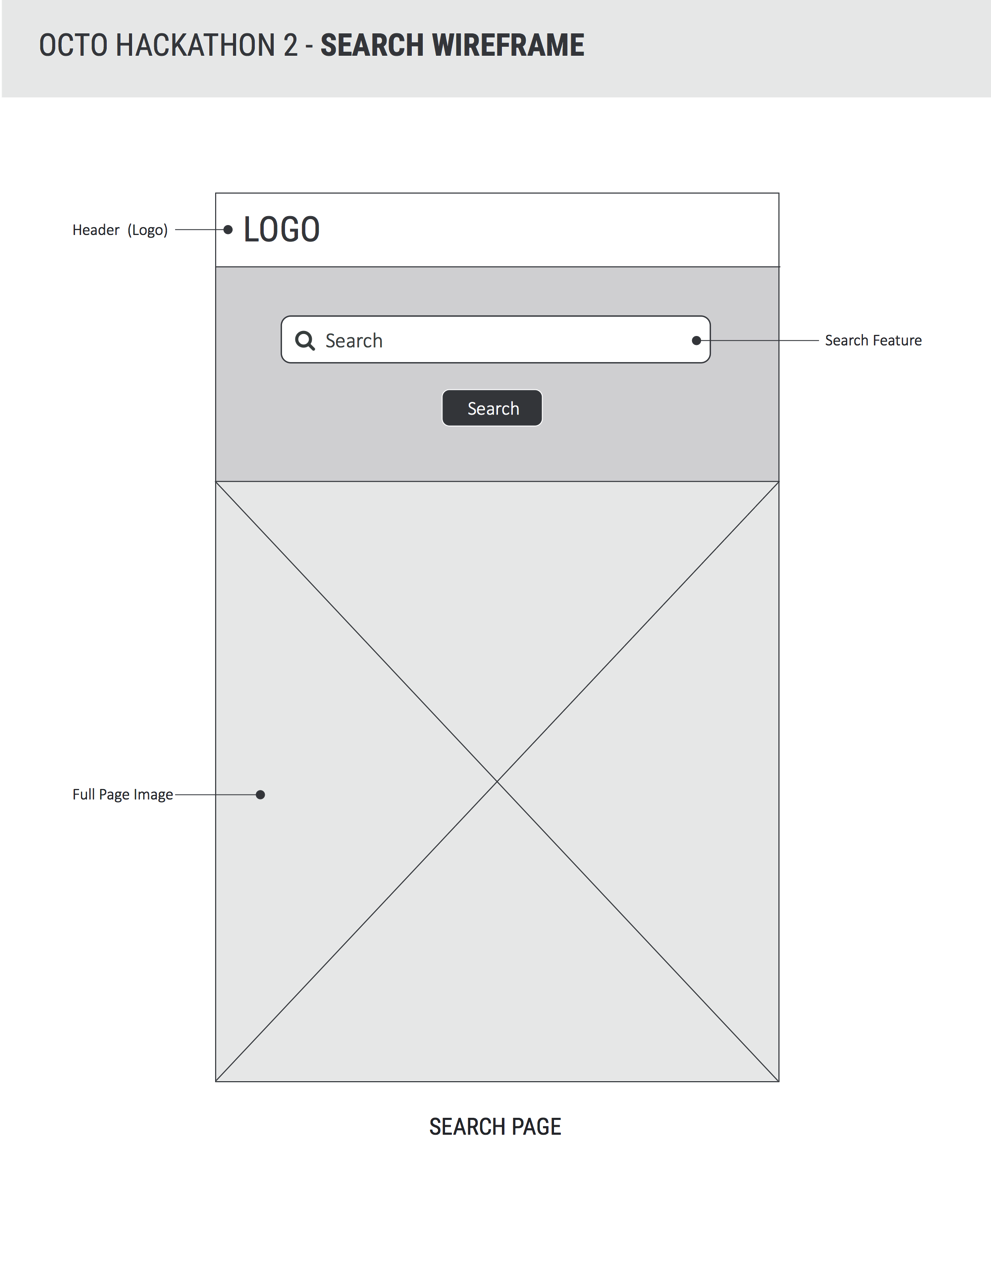 OCTO HACKATHON 2 - SEARCH WIREFRAME
Header (Logo)
LOGO
Search
Search Feature
Search
Full Page Image
SEARCH PAGE